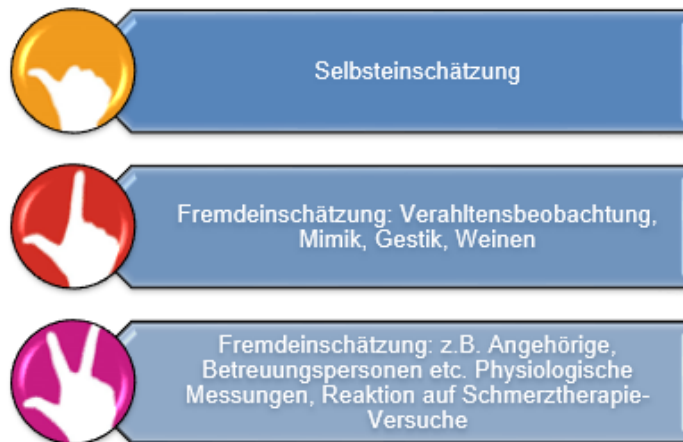 Selbsteinschätzung
Fremdeinschätzung: Verahltensbeobachtung,
Mimik, Gestik, Weinen
Fremdeinschätzung: z.B. Angehörige,
Betreuungspersonen etc. Physiologische
Messungen, Reaktion auf Schmerztherapie-
Versuche